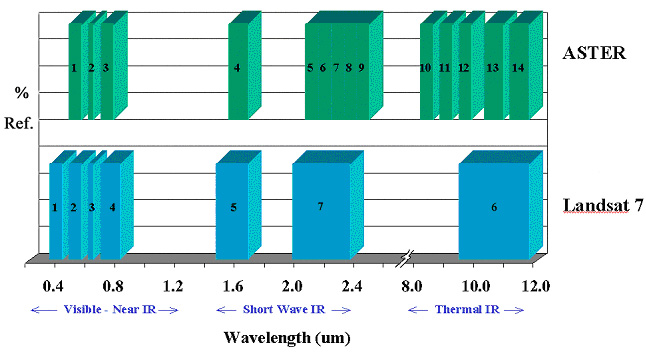 1 2 3 4 5 6 7 8 9 10 11 12 13 14
ASTER
%
Ref.
1 2 3 4 5 7 6
Landsat 7
0.4 0.8 1.2 1.6 2.0 2.4 8.0 10.0 12.0
Visible - Near IR Short Wave IR Thermal IR
Wavelength (um)